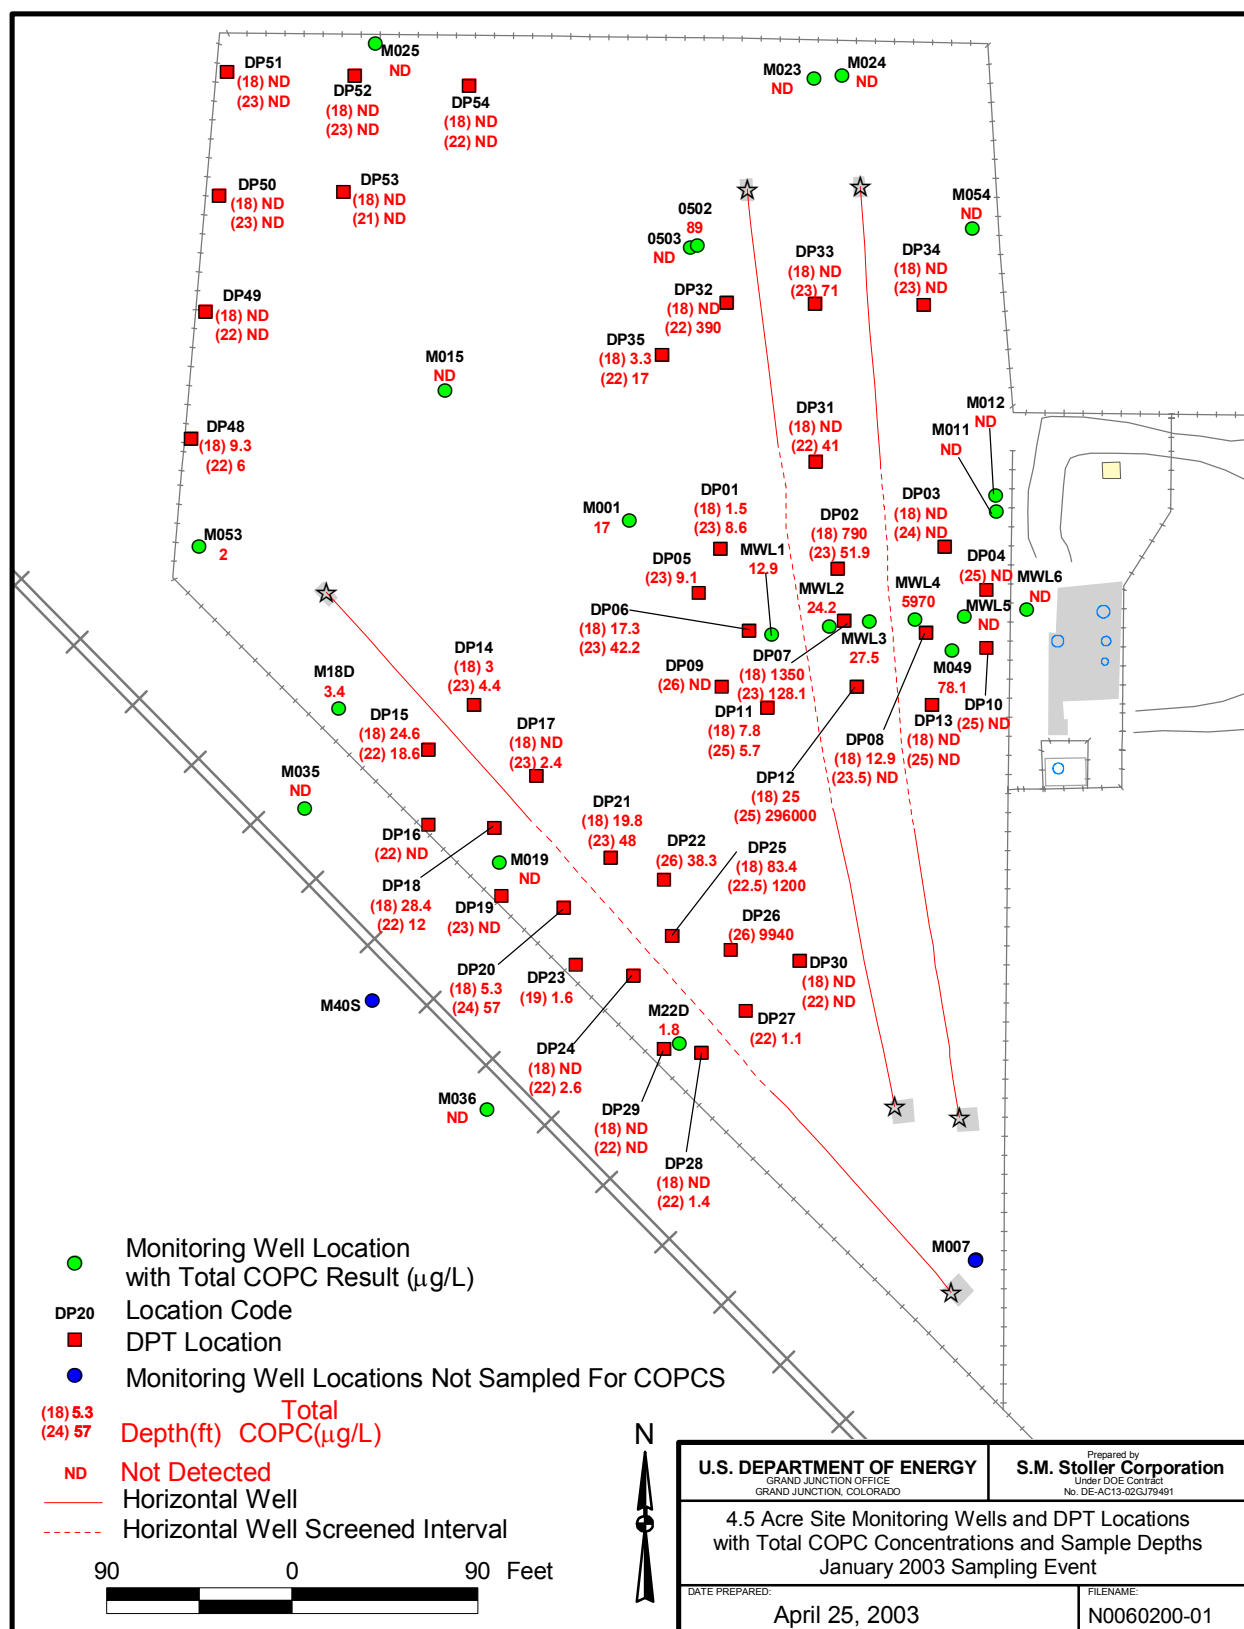 M025
ND
DP51
(18) ND
(23) ND
DP52
(18) ND
(23) ND
DP54
(18) ND
(22) ND
M023
ND
M024
ND
DP50
(18) ND
(23) ND
DP53
(18) ND
(21) ND
0502
89
0503
ND
M054
ND
DP33
(18) ND
(23) 71
DP34
(18) ND
(23) ND
DP49
(18) ND
(22) ND
DP32
(18) ND
(22) 390
DP35
(18) 3.3
(22) 17
M015
ND
DP31
(18) ND
(22) 41
M012
ND
M011
ND
DP48
(18) 9.3
(22) 6
DP01
(18) 1.5
(23) 8.6
DP03
(18) ND
(24) ND
M001
17
DP02
(18) 790
(23) 51.9
M053
2
MWL1
12.9
DP04
(25) ND
DP05
(23) 9.1
MWL4
5970
MWL6
ND
MWL2
24.2
MWL5
ND
DP06
(18) 17.3
(23) 42.2
MWL3
27.5
DP14
(18) 3
(23) 4.4
DP09
(26) ND
DP07
(18) 1350
(23) 128.1
M049
78.1
M18D
3.4
DP10
(25) ND
DP15
(18) 24.6
(22) 18.6
DP11
(18) 7.8
(25) 5.7
DP13
(18) ND
(25) ND
DP17
(18) ND
(23) 2.4
DP08
(18) 12.9
(23.5) ND
M035
ND
DP12
(18) 25
(25) 296000
DP21
(18) 19.8
(23) 48
DP16
(22) ND
DP22
(26) 38.3
DP25
(18) 83.4
(22.5) 1200
M019
ND
DP18
(18) 28.4
(22) 12
DP19
(23) ND
DP26
(26) 9940
DP20
(18) 5.3
(24) 57
DP23
(19) 1.6
DP30
(18) ND
(22) ND
M40S
M22D
1.8
DP27
(22) 1.1
DP24
(18) ND
(22) 2.6
M036
ND
DP29
(18) ND
(22) ND
DP28
(18) ND
(22) 1.4
M007
Monitoring Well Location
with Total COPC Result (µg/L)
DP20 Location Code
DPT Location
Monitoring Well Locations Not Sampled For COPCS
(18) 5.3 Total
(24) 57 Depth(ft) COPC(µg/L)
ND Not Detected
Horizontal Well
Horizontal Well Screened Interval
90 0 90 Feet
N
U.S. DEPARTMENT OF ENERGY
GRAND JUNCTION OFFICE
GRAND JUNCTION, COLORADO
Prepared by
S.M. Stoller Corporation
Under DOE Contract
No. DE-AC13-02GJ79491
4.5 Acre Site Monitoring Wells and DPT Locations
with Total COPC Concentrations and Sample Depths
January 2003 Sampling Event
DATE PREPARED:
April 25, 2003
FILENAME:
N0060200-01